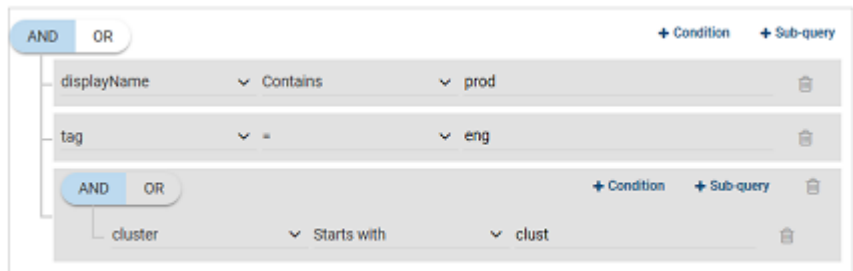 AND OR + Condition + Sub-query
displayName Contains prod
tag = eng
AND OR + Condition + Sub-query
cluster Starts with clust